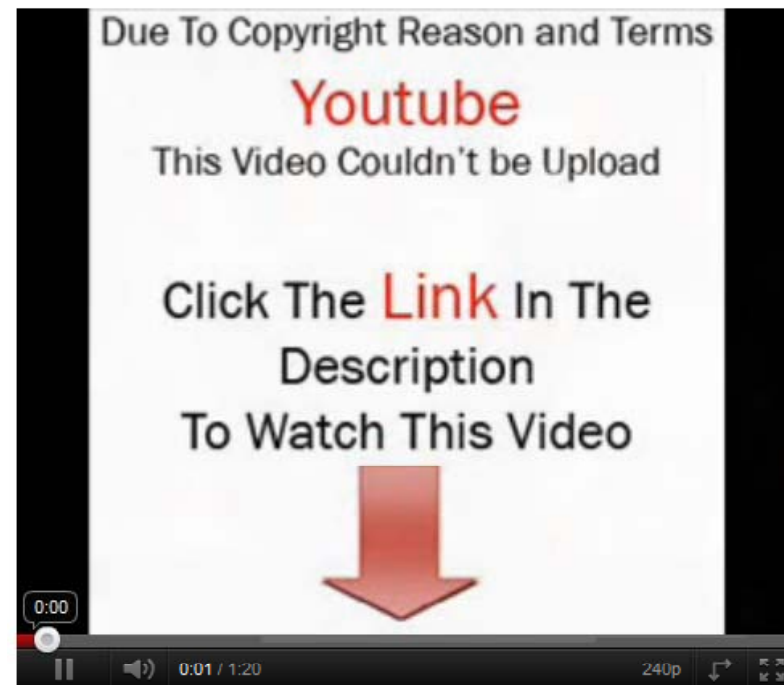 Due To Copyright Reason and Terms
Youtube
This Video Couldn't be Upload
Click The Link In The
Description
To Watch This Video
0:00
0:01 / 1:20
240p